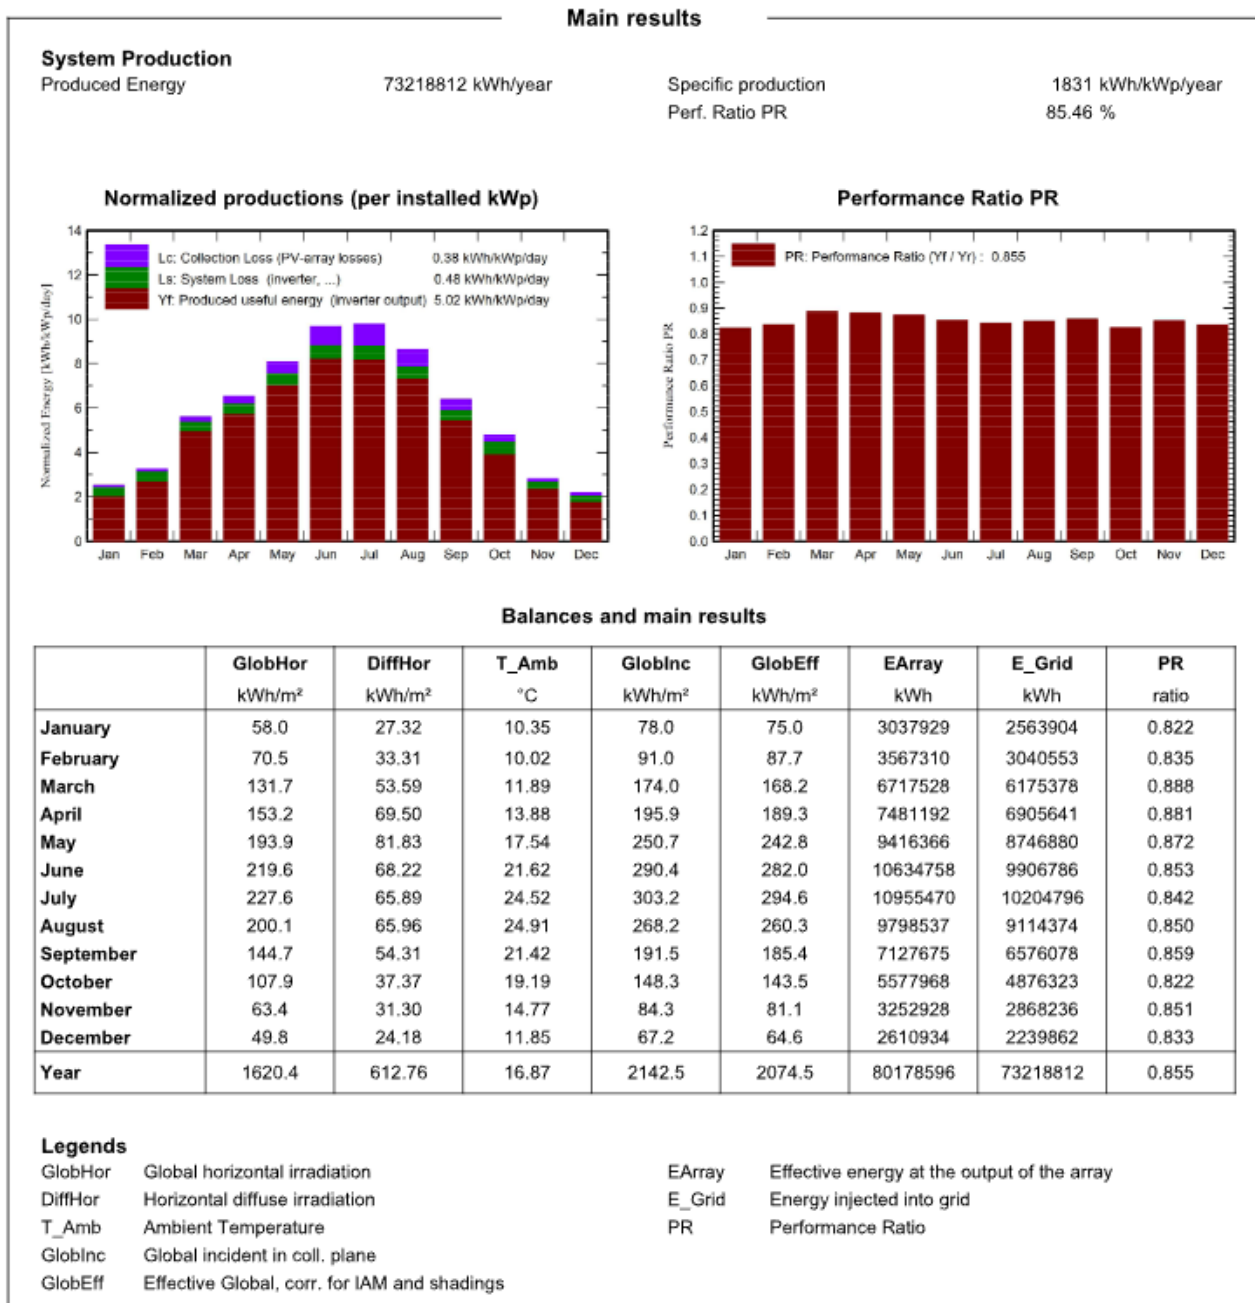 Main results
System Production
Produced Energy 73218812 kWh/year Specific production 1831 kWh/kWp/year
Perf. Ratio PR 85.46 %
Normalized productions (per installed kWp)
14
12
10
8
6
4
2
0
Normalized Energy [kWh/kWp/day]
Lc: Collection Loss (PV-array losses) 0.38 kWh/kWp/day
Ls: System Loss (inverter, ...) 0.48 kWh/kWp/day
Yf: Produced useful energy (inverter output) 5.02 kWh/kWp/day
Jan Feb Mar Apr May Jun Jul Aug Sep Oct Nov Dec
Performance Ratio PR
1.2
1.1
1.0
0.9
0.8
0.7
0.6
0.5
0.4
0.3
0.2
0.1
0.0
Performance Ratio PR
PR: Performance Ratio (Yf / Yr) : 0.855
Jan Feb Mar Apr May Jun Jul Aug Sep Oct Nov Dec
Balances and main results
GlobHor DiffHor T_Amb GlobInc GlobEff EArray E_Grid PR
kWh/m² kWh/m² °C kWh/m² kWh/m² kWh kWh ratio
January 58.0 27.32 10.35 78.0 75.0 3037929 2563904 0.822
February 70.5 33.31 10.02 91.0 87.7 3567310 3040553 0.835
March 131.7 53.59 11.89 174.0 168.2 6717528 6175378 0.888
April 153.2 69.50 13.88 195.9 189.3 7481192 6905641 0.881
May 193.9 81.83 17.54 250.7 242.8 9416366 8746880 0.872
June 219.6 68.22 21.62 290.4 282.0 10634758 9906786 0.853
July 227.6 65.89 24.52 303.2 294.6 10955470 10204796 0.842
August 200.1 65.96 24.91 268.2 260.3 9798537 9114374 0.850
September 144.7 54.31 21.42 191.5 185.4 7127675 6576078 0.859
October 107.9 37.37 19.19 148.3 143.5 5577968 4876323 0.822
November 63.4 31.30 14.77 84.3 81.1 3252928 2868236 0.851
December 49.8 24.18 11.85 67.2 64.6 2610934 2239862 0.833
Year 1620.4 612.76 16.87 2142.5 2074.5 80178596 73218812 0.855
Legends
GlobHor Global horizontal irradiation
DiffHor Horizontal diffuse irradiation
T_Amb Ambient Temperature
GlobInc Global incident in coll. plane
GlobEff Effective Global, corr. for IAM and shadings
EArray Effective energy at the output of the array
E_Grid Energy injected into grid
PR Performance Ratio